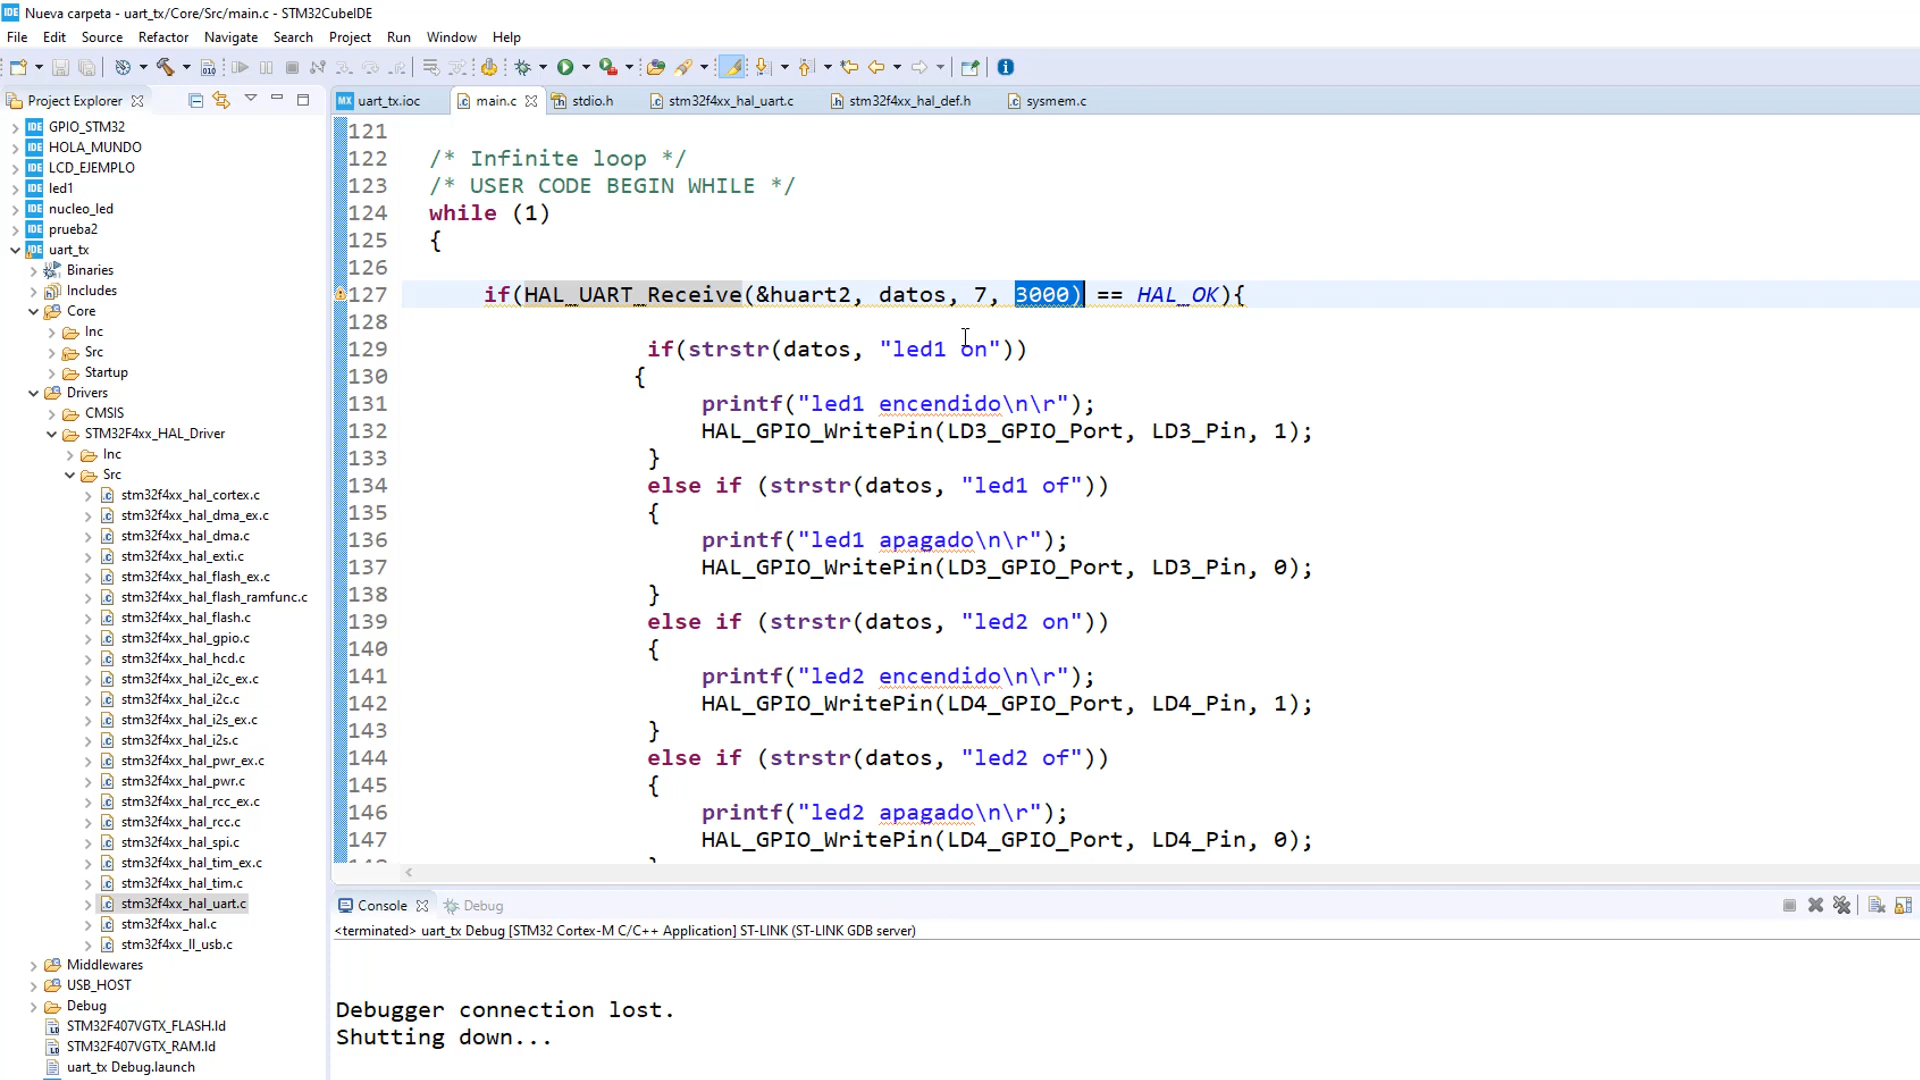 IDE Nueva carpeta - uart_tx/Core/Src/main.c - STM32CubeIDE
File Edit Source Refactor Navigate Search Project Run Window Help
Project Explorer
GPIO_STM32
HOLA_MUNDO
LCD_EJEMPLO
led1
nucleo_led
prueba2
uart_tx
Binaries
Includes
Core
Inc
Src
Startup
Drivers
CMSIS
STM32F4xx_HAL_Driver
Inc
Src
stm32f4xx_hal_cortex.c
stm32f4xx_hal_dma_ex.c
stm32f4xx_hal_dma.c
stm32f4xx_hal_exti.c
stm32f4xx_hal_flash_ex.c
stm32f4xx_hal_flash_ramfunc.c
stm32f4xx_hal_flash.c
stm32f4xx_hal_gpio.c
stm32f4xx_hal_hcd.c
stm32f4xx_hal_i2c_ex.c
stm32f4xx_hal_i2c.c
stm32f4xx_hal_i2s_ex.c
stm32f4xx_hal_i2s.c
stm32f4xx_hal_pwr_ex.c
stm32f4xx_hal_pwr.c
stm32f4xx_hal_rcc_ex.c
stm32f4xx_hal_rcc.c
stm32f4xx_hal_spi.c
stm32f4xx_hal_tim_ex.c
stm32f4xx_hal_tim.c
stm32f4xx_hal_uart.c
stm32f4xx_hal.c
stm32f4xx_ll_usb.c
Middlewares
USB_HOST
Debug
STM32F407VGTX_FLASH.ld
STM32F407VGTX_RAM.ld
uart_tx Debug.launch
MX uart_tx.ioc main.c stdio.h stm32f4xx_hal_uart.c stm32f4xx_hal_def.h sysmem.c
121
122 /* Infinite loop */
123 /* USER CODE BEGIN WHILE */
124 while (1)
125 {
126
127 if(HAL_UART_Receive(&huart2, datos, 7, 3000) == HAL_OK){
128
129 if(strstr(datos, "led1 on"))
130 {
131 printf("led1 encendido\n\r");
132 HAL_GPIO_WritePin(LD3_GPIO_Port, LD3_Pin, 1);
133 }
134 else if (strstr(datos, "led1 of"))
135 {
136 printf("led1 apagado\n\r");
137 HAL_GPIO_WritePin(LD3_GPIO_Port, LD3_Pin, 0);
138 }
139 else if (strstr(datos, "led2 on"))
140 {
141 printf("led2 encendido\n\r");
142 HAL_GPIO_WritePin(LD4_GPIO_Port, LD4_Pin, 1);
143 }
144 else if (strstr(datos, "led2 of"))
145 {
146 printf("led2 apagado\n\r");
147 HAL_GPIO_WritePin(LD4_GPIO_Port, LD4_Pin, 0);
Console Debug
<terminated> uart_tx Debug [STM32 Cortex-M C/C++ Application] ST-LINK (ST-LINK GDB server)
Debugger connection lost.
Shutting down...